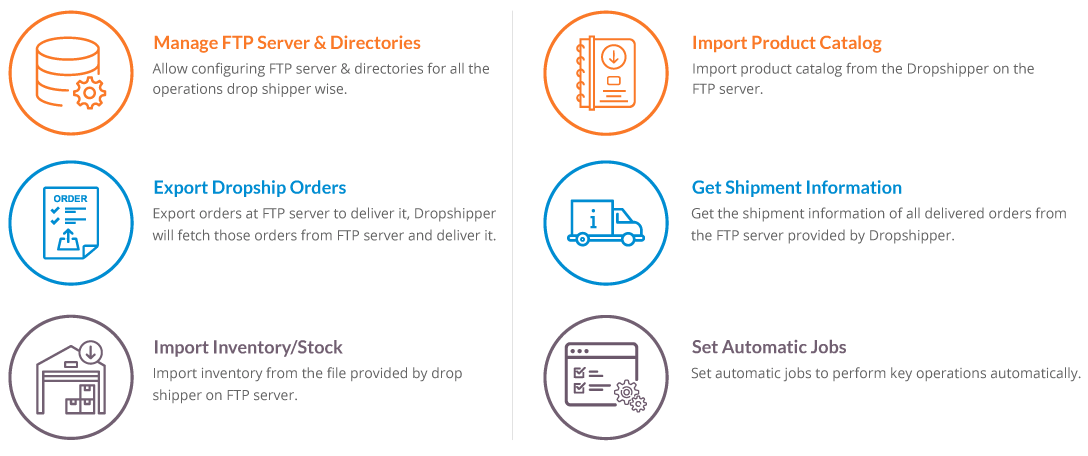 Manage FTP Server & Directories
Allow configuring FTP server & directories for all the
operations drop shipper wise.
Import Product Catalog
Import product catalog from the Dropshipper on the
FTP server.
ORDER
Export Dropship Orders
Export orders at FTP server to deliver it, Dropshipper
will fetch those orders from FTP server and deliver it.
i
Get Shipment Information
Get the shipment information of all delivered orders from
the FTP server provided by Dropshipper.
Import Inventory/Stock
Import inventory from the file provided by drop
shipper on FTP server.
Set Automatic Jobs
Set automatic jobs to perform key operations automatically.